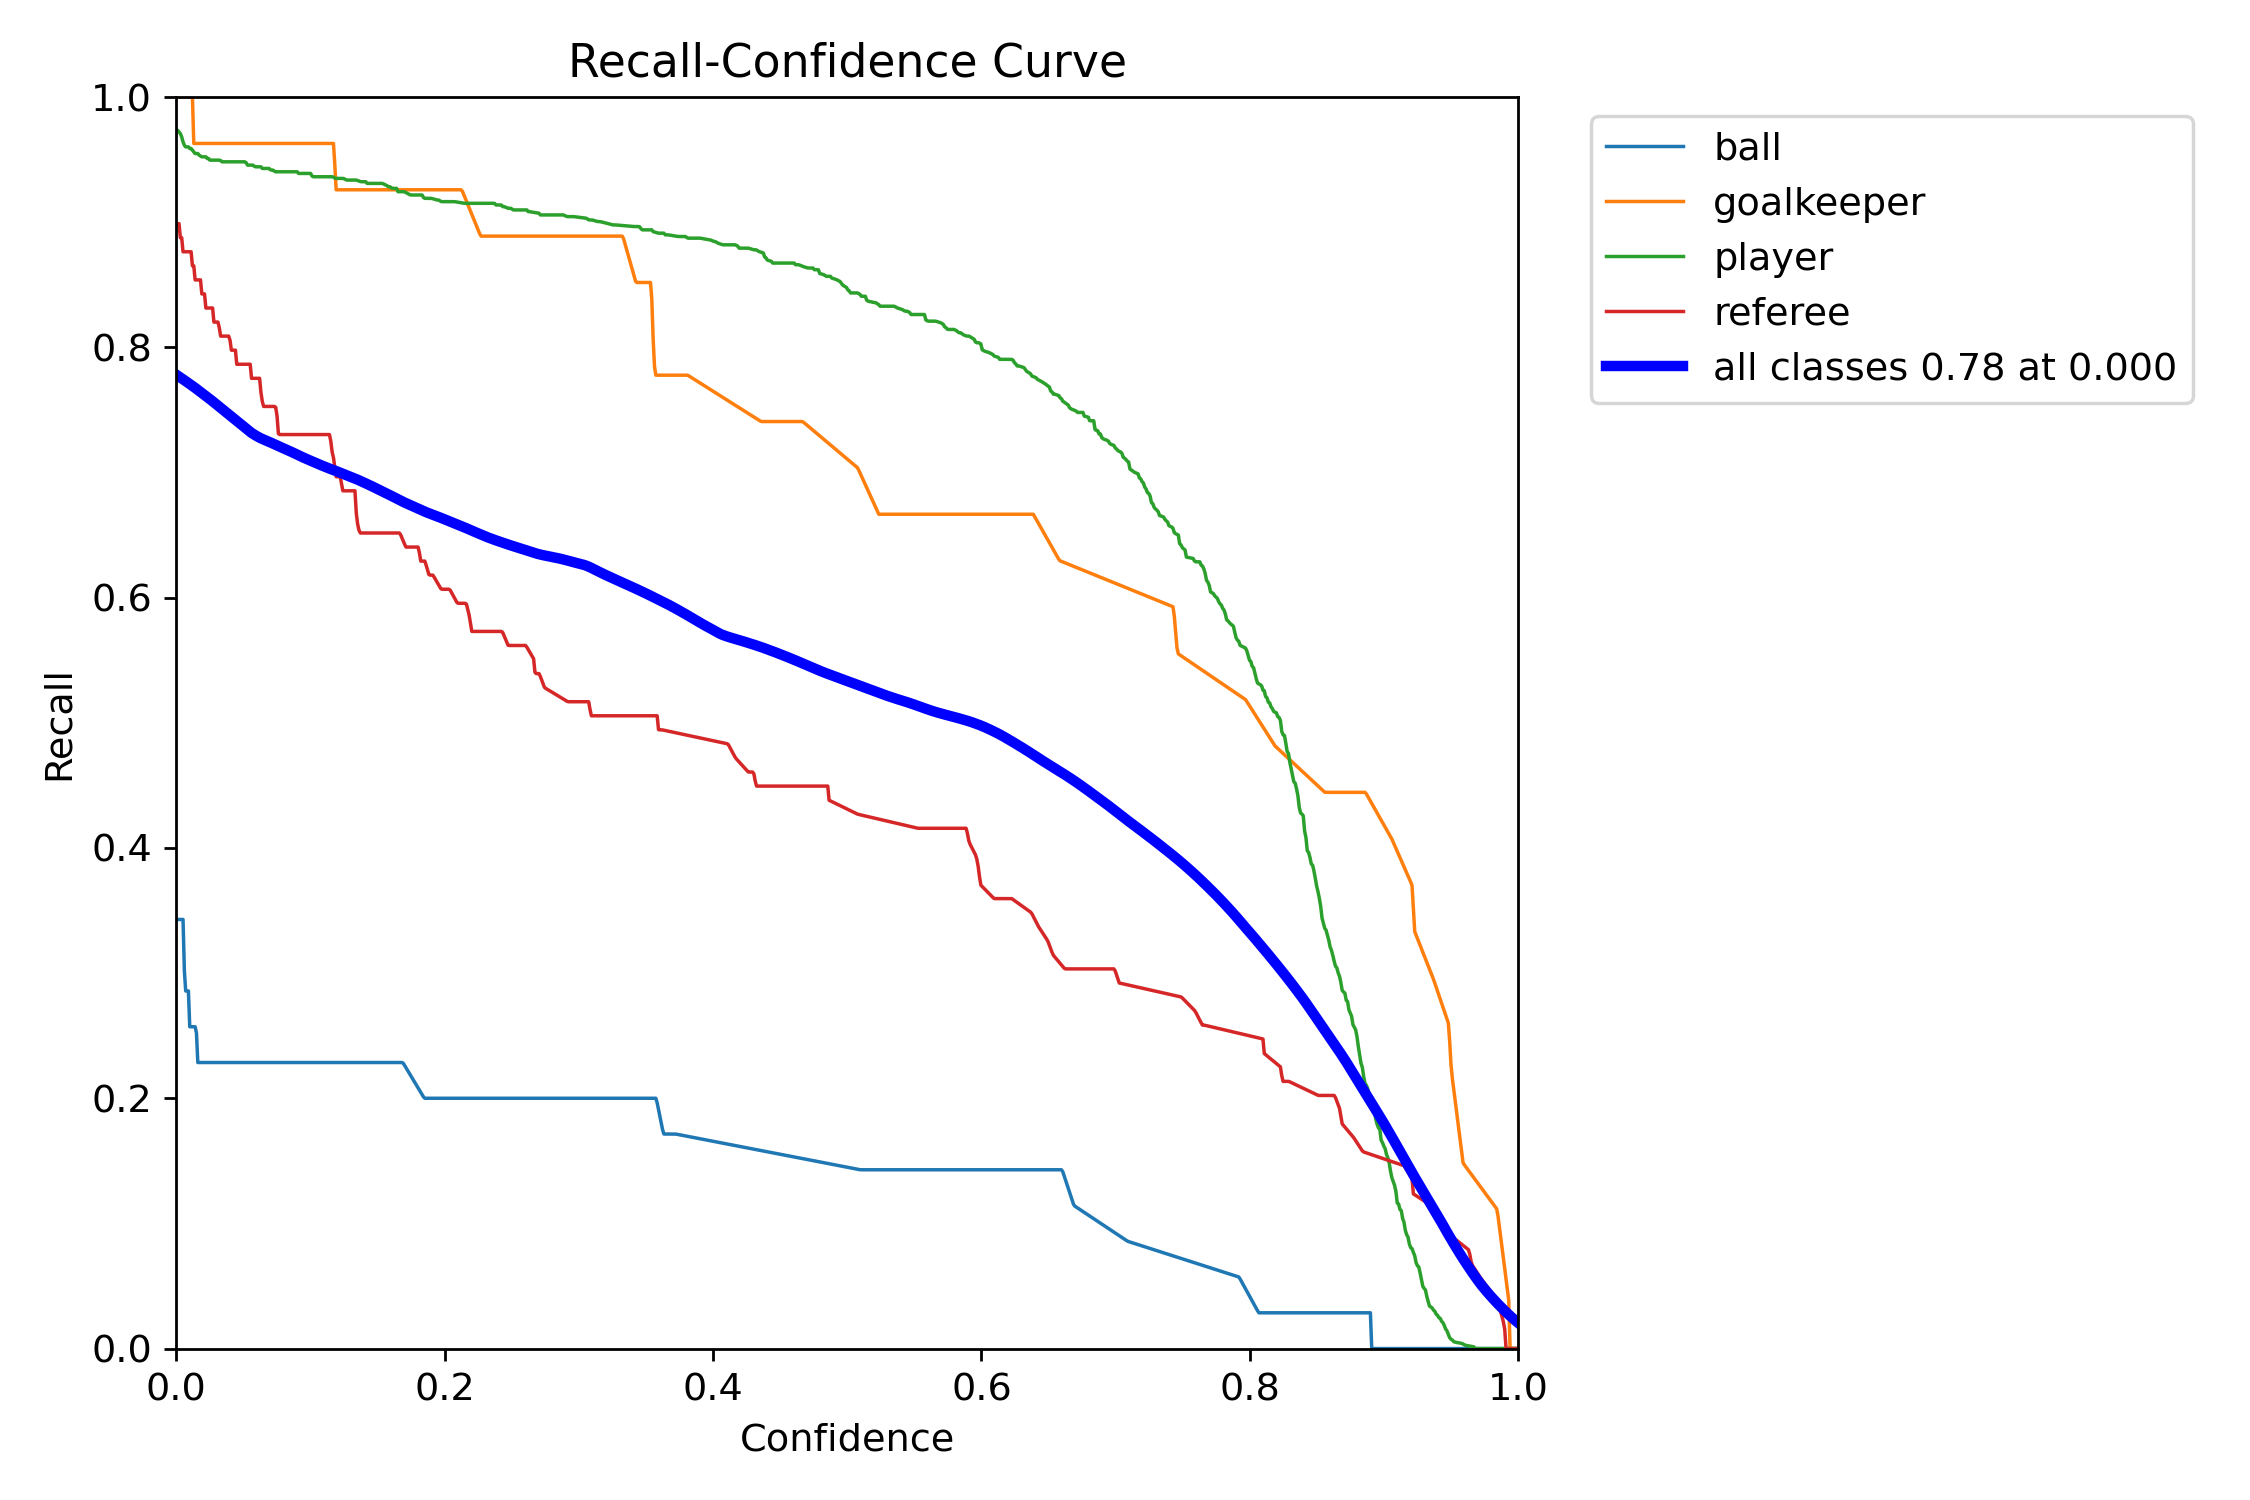 Recall-Confidence Curve
1.0
0.8
0.6
0.4
0.2
0.0
Recall
0.0 0.2 0.4 0.6 0.8 1.0
Confidence
ball
goalkeeper
player
referee
all classes 0.78 at 0.000